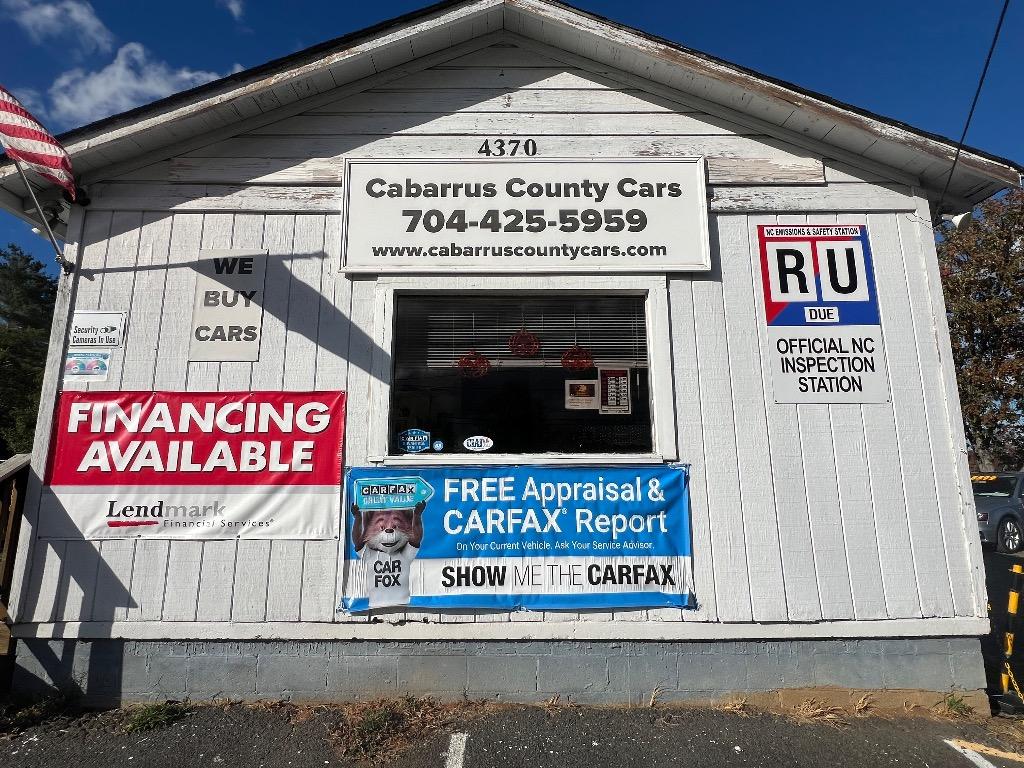 4370
Cabarrus County Cars
704-425-5959
www.cabarruscountycars.com
WE
BUY
CARS
NC EMISSIONS & SAFETY STATION
R U
DUE
OFFICIAL NC
INSPECTION
STATION
Security
Cameras In Use
FINANCING
AVAILABLE
Lendmark
Financial Services®
CARFAX
GREAT VALUE
CAR
FOX
FREE Appraisal &
CARFAX® Report
On Your Current Vehicle. Ask Your Service Advisor.
SHOW ME THE CARFAX